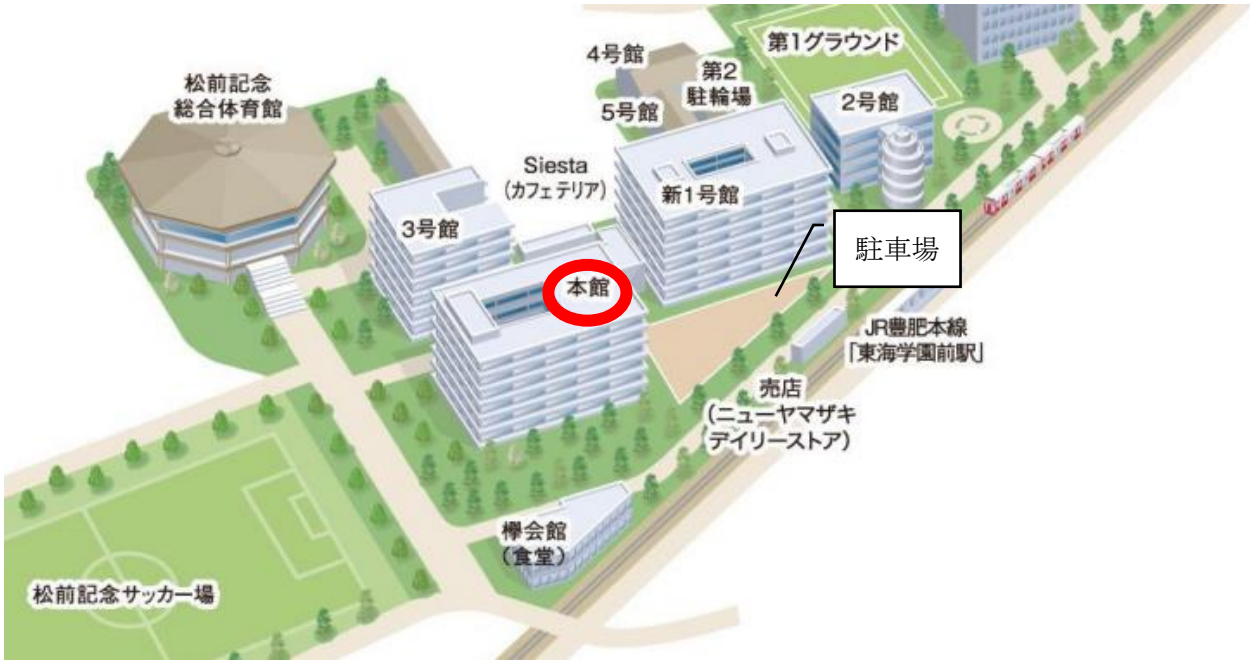 第1グラウンド
4号館
第2
駐輪場
松前記念
総合体育館
2号館
5号館
Siesta
(カフェテリア)
新1号館
3号館
駐車場
本館
JR豊肥本線
「東海学園前駅」
売店
(ニューヤマザキ
デイリーストア)
欅会館
(食堂)
松前記念サッカー場